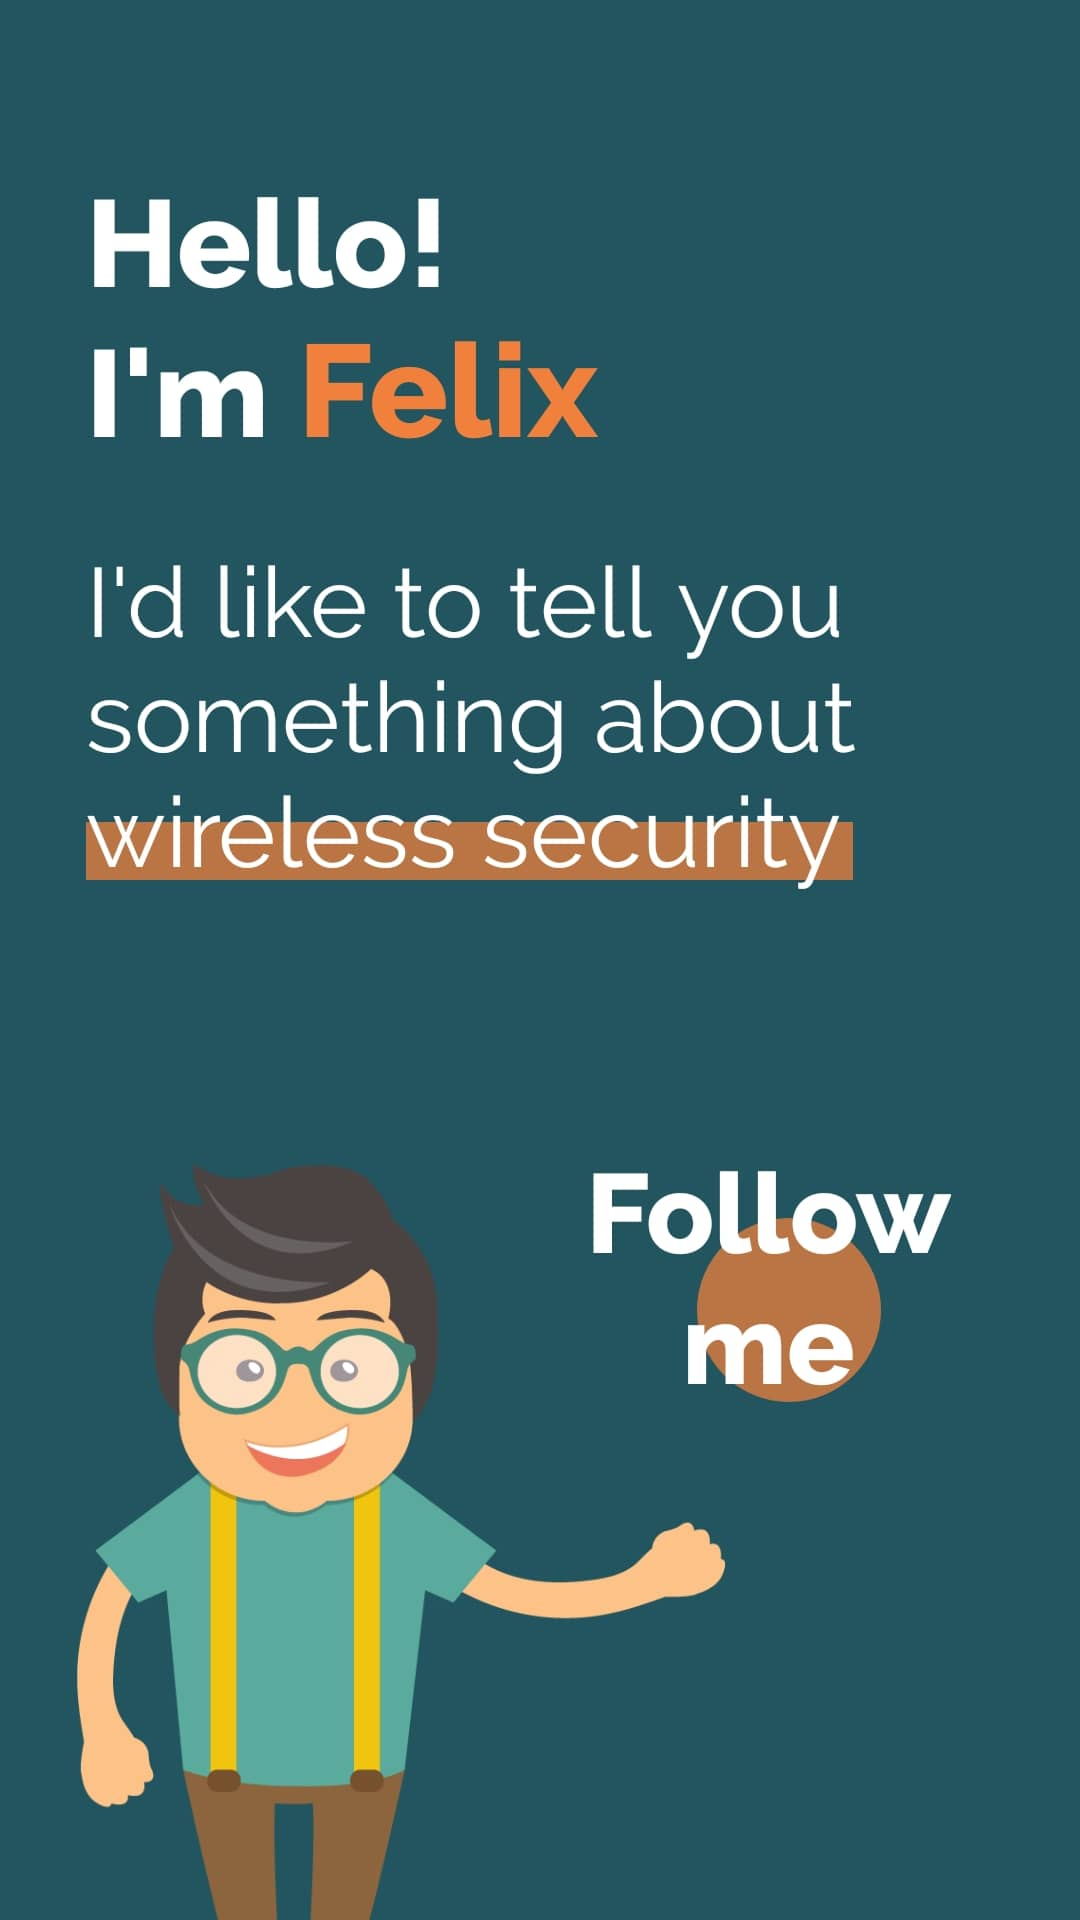 Hello!
I'm Felix
I'd like to tell you
something about
wireless security
Follow
me